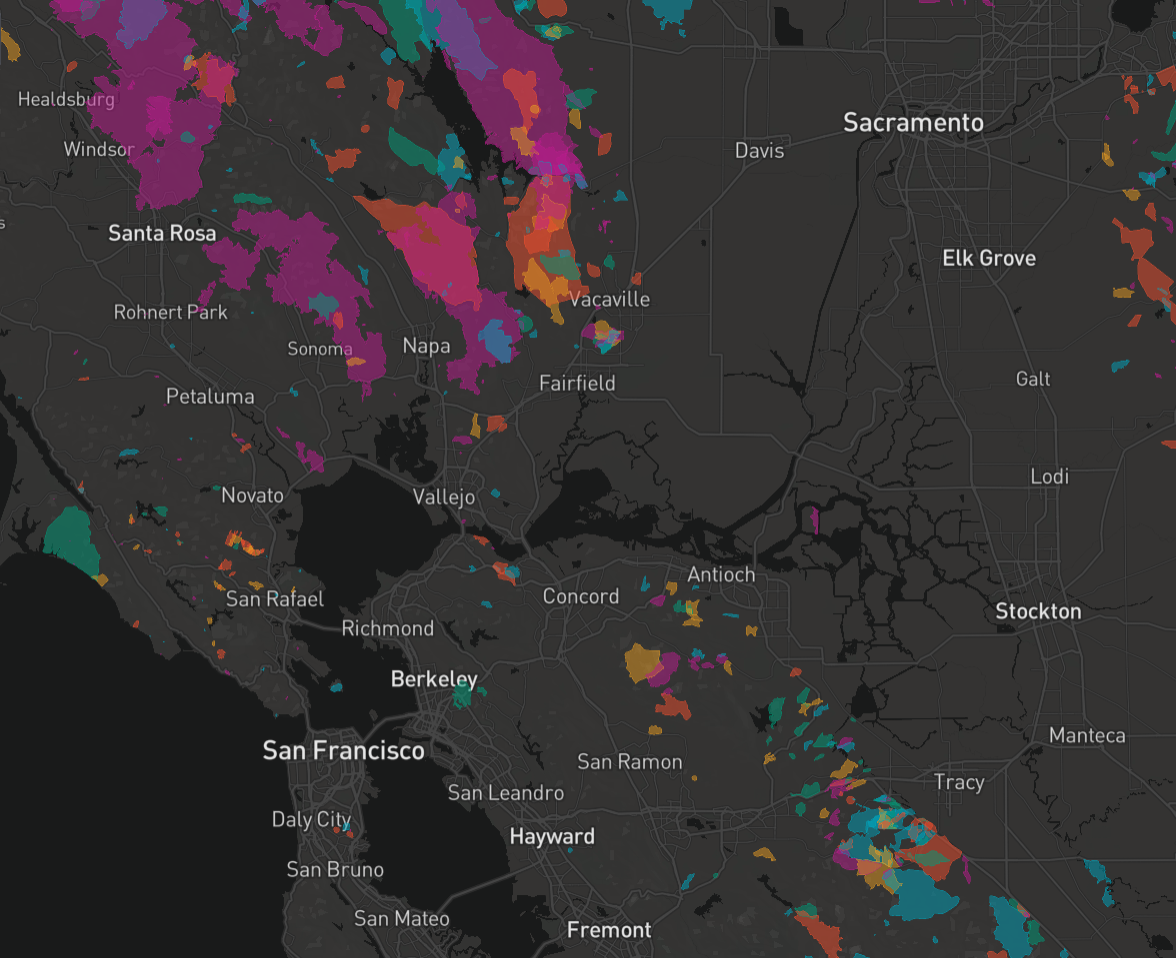 Healdsburg
Sacramento
Windsor
Davis
s
Santa Rosa
Elk Grove
Vacaville
Rohnert Park
Sonoma
Napa
Fairfield
Galt
Petaluma
Lodi
Novato
Vallejo
Antioch
Concord
San Rafael
Stockton
Richmond
Berkeley
Manteca
San Francisco
San Ramon
Tracy
San Leandro
Daly City
Hayward
San Bruno
San Mateo
Fremont